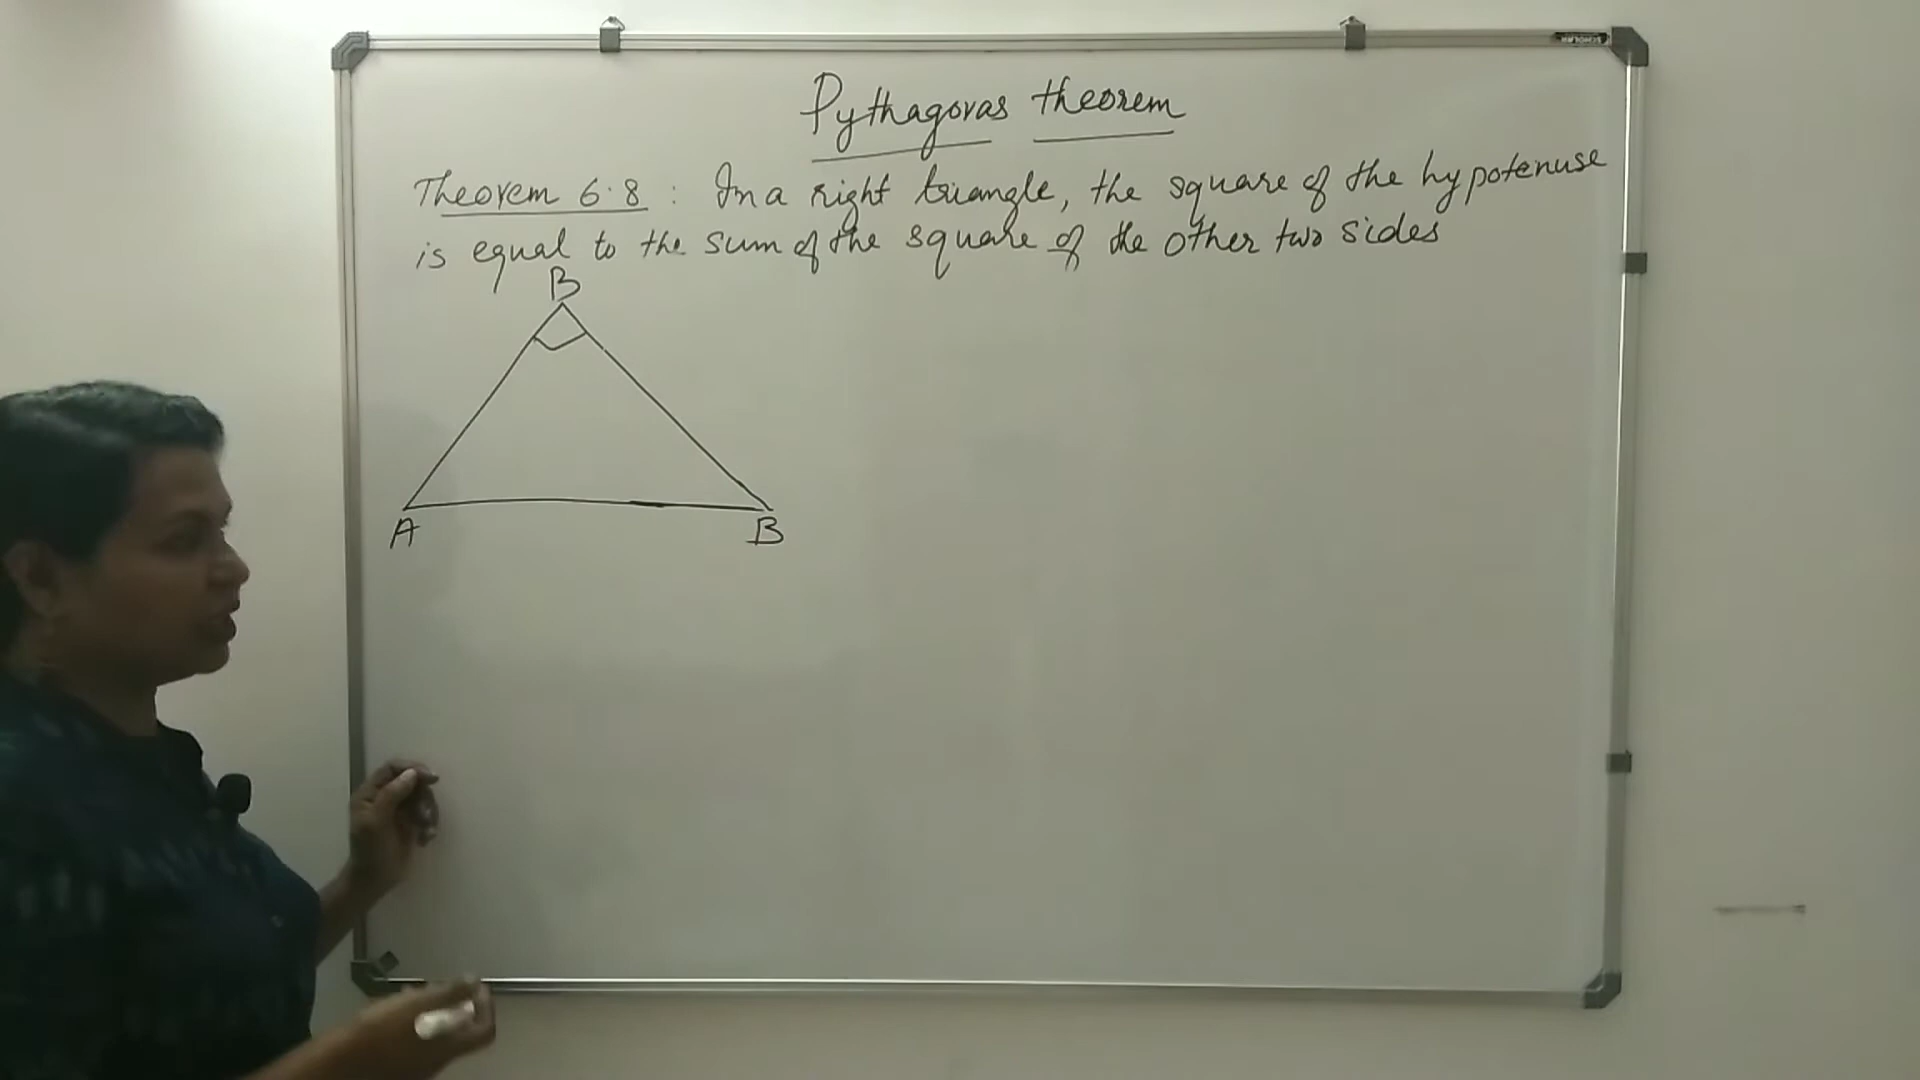 Pythagoras theorem
Theorem 6.8 : In a right triangle, the square of the hypotenuse
is equal to the sum of the square of the other two sides
B
A B